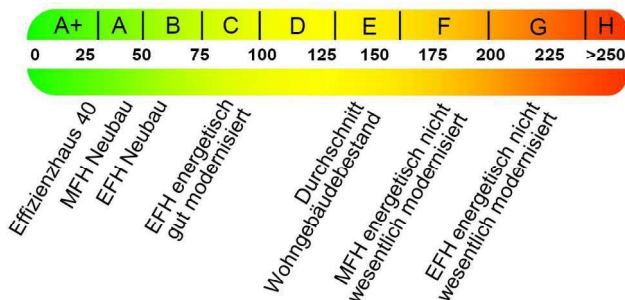 A+ A B C D E F G H
0 25 50 75 100 125 150 175 200 225 >250
Effizienzhaus 40
MFH Neubau
EFH Neubau
EFH energetisch
gut modernisiert
Durchschnitt
Wohngebäudebestand
MFH energetisch nicht
wesentlich modernisiert
EFH energetisch nicht
wesentlich modernisiert